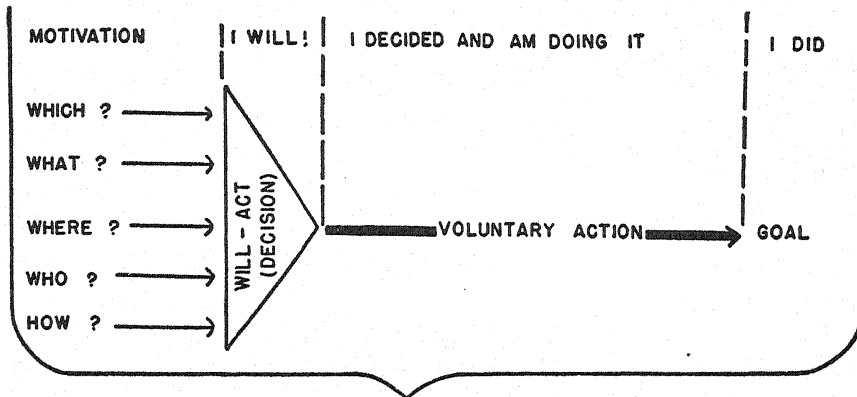 MOTIVATION
I WILL!
I DECIDED AND AM DOING IT
I DID
WHICH ?
WHAT ?
WHERE ?
WHO ?
HOW ?
WILL - ACT
(DECISION)
VOLUNTARY ACTION
GOAL